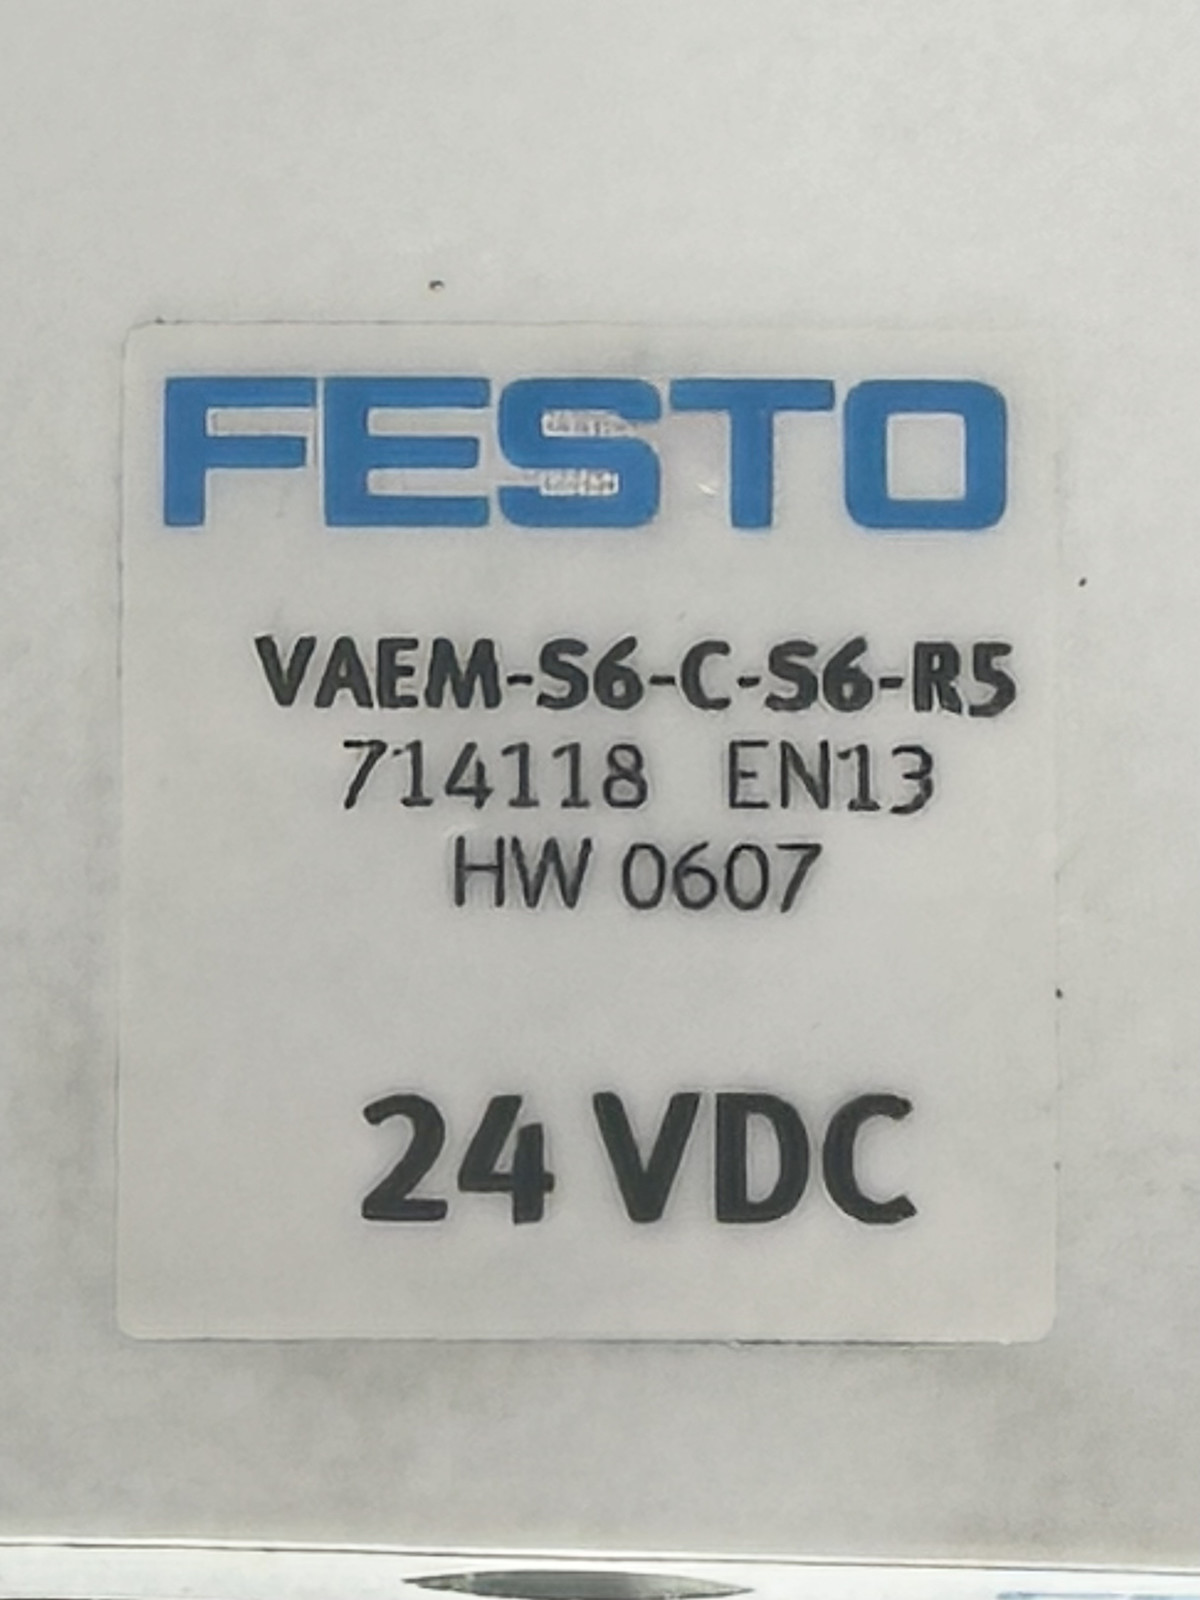 FESTO
VAEM-S6-C-S6-R5
714118 EN13
HW 0607
24 VDC